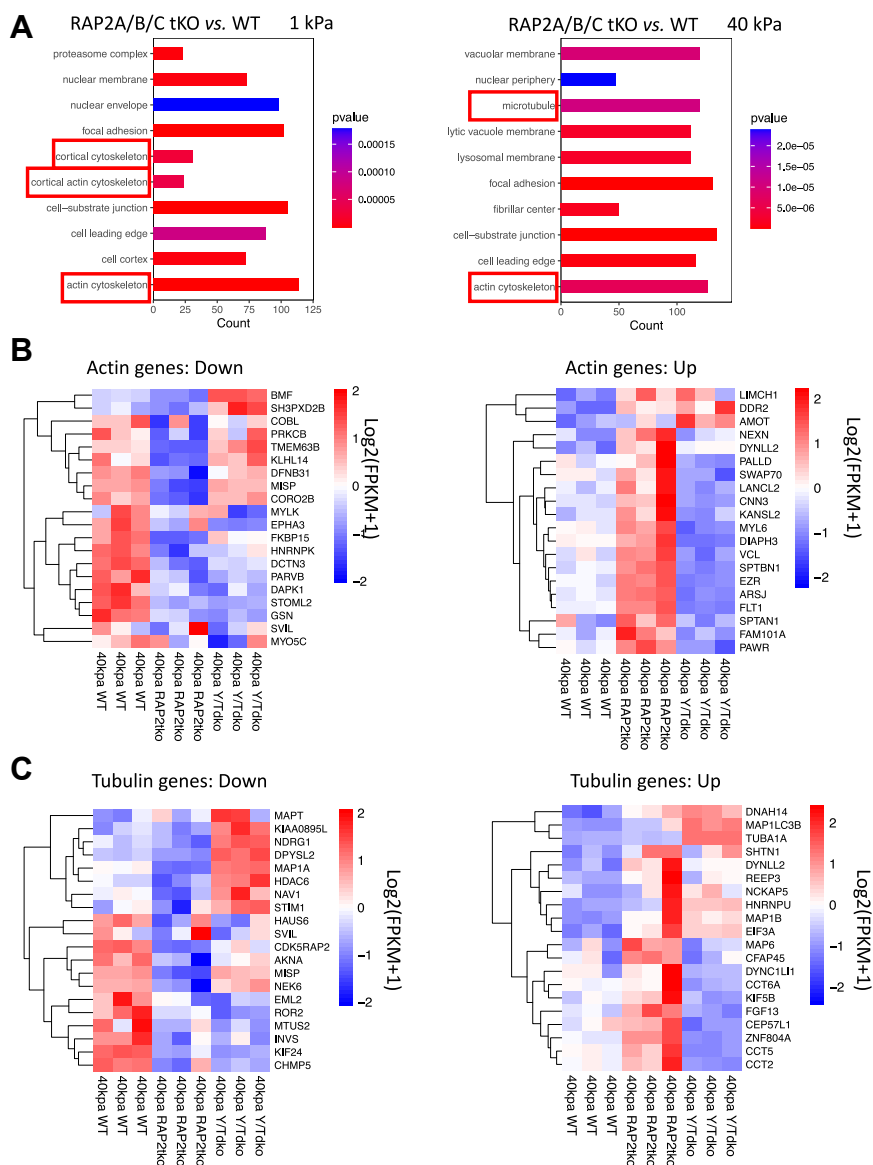 A
RAP2A/B/C tKO vs. WT 1 kPa
proteasome complex
nuclear membrane
nuclear envelope
focal adhesion
cortical cytoskeleton
cortical actin cytoskeleton
cell−substrate junction
cell leading edge
cell cortex
actin cytoskeleton
0 25 50 75 100 125
Count
pvalue
0.00015
0.00010
0.00005
RAP2A/B/C tKO vs. WT 40 kPa
vacuolar membrane
nuclear periphery
microtubule
lytic vacuole membrane
lysosomal membrane
focal adhesion
fibrillar center
cell−substrate junction
cell leading edge
actin cytoskeleton
0 50 100
Count
pvalue
2.0e−05
1.5e−05
1.0e−05
5.0e−06
B
Actin genes: Down
BMF
SH3PXD2B
COBL
PRKCB
TMEM63B
KLHL14
DFNB31
MISP
CORO2B
MYLK
EPHA3
FKBP15
HNRNPK
DCTN3
PARVB
DAPK1
STOML2
GSN
SVIL
MYO5C
40kpa WT
40kpa WT
40kpa WT
40kpa RAP2tko
40kpa RAP2tko
40kpa RAP2tko
40kpa Y/Tdko
40kpa Y/Tdko
40kpa Y/Tdko
2
1
0
−1
−2
Log2(FPKM+1)
Actin genes: Up
LIMCH1
DDR2
AMOT
NEXN
DYNLL2
PALLD
SWAP70
LANCL2
CNN3
KANSL2
MYL6
DIAPH3
VCL
SPTBN1
EZR
ARSJ
FLT1
SPTAN1
FAM101A
PAWR
40kpa WT
40kpa WT
40kpa WT
40kpa RAP2tko
40kpa RAP2tko
40kpa RAP2tko
40kpa Y/Tdko
40kpa Y/Tdko
40kpa Y/Tdko
2
1
0
−1
−2
Log2(FPKM+1)
C
Tubulin genes: Down
MAPT
KIAA0895L
NDRG1
DPYSL2
MAP1A
HDAC6
NAV1
STIM1
HAUS6
SVIL
CDK5RAP2
AKNA
MISP
NEK6
EML2
ROR2
MTUS2
INVS
KIF24
CHMP5
40kpa WT
40kpa WT
40kpa WT
40kpa RAP2tko
40kpa RAP2tko
40kpa RAP2tko
40kpa Y/Tdko
40kpa Y/Tdko
40kpa Y/Tdko
2
1
0
−1
−2
Log2(FPKM+1)
Tubulin genes: Up
DNAH14
MAP1LC3B
TUBA1A
SHTN1
DYNLL2
REEP3
NCKAP5
HNRNPU
MAP1B
EIF3A
MAP6
CFAP45
DYNC1LI1
CCT6A
KIF5B
FGF13
CEP57L1
ZNF804A
CCT5
CCT2
40kpa WT
40kpa WT
40kpa WT
40kpa RAP2tko
40kpa RAP2tko
40kpa RAP2tko
40kpa Y/Tdko
40kpa Y/Tdko
40kpa Y/Tdko
2
1
0
−1
−2
Log2(FPKM+1)